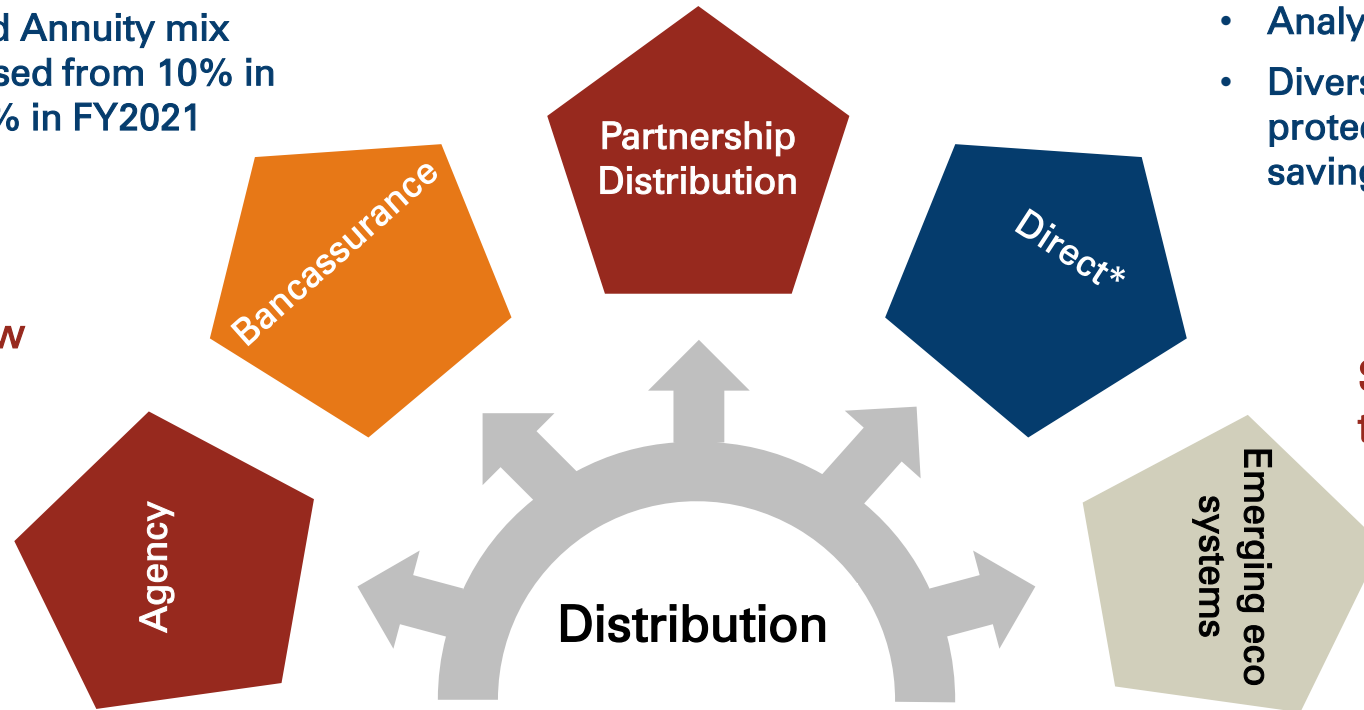 d Annuity mix
sed from 10% in
% in FY2021
w
Partnership
Distribution
Bancassurance
Direct*
• Analy
• Divers
protec
saving
Agency
Distribution
Emerging eco
systems
S
t